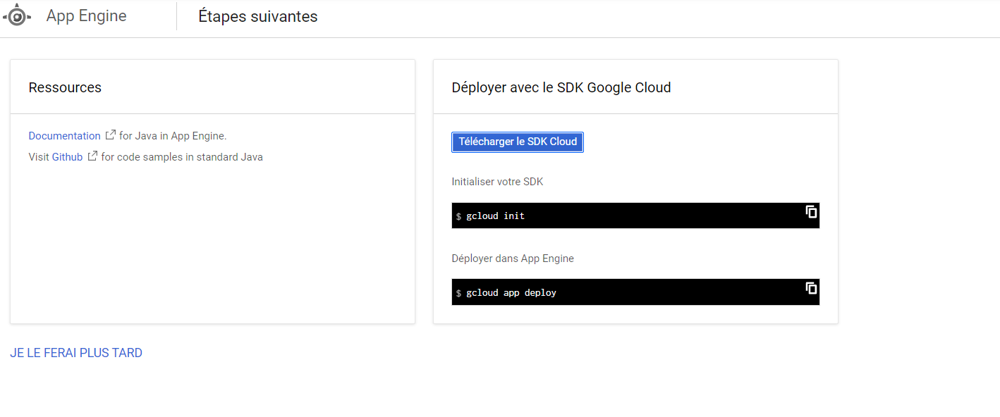 App Engine
Étapes suivantes
Ressources
Documentation for Java in App Engine.
Visit Github for code samples in standard Java
Déployer avec le SDK Google Cloud
Télécharger le SDK Cloud
Initialiser votre SDK
$ gcloud init
Déployer dans App Engine
$ gcloud app deploy
JE LE FERAI PLUS TARD